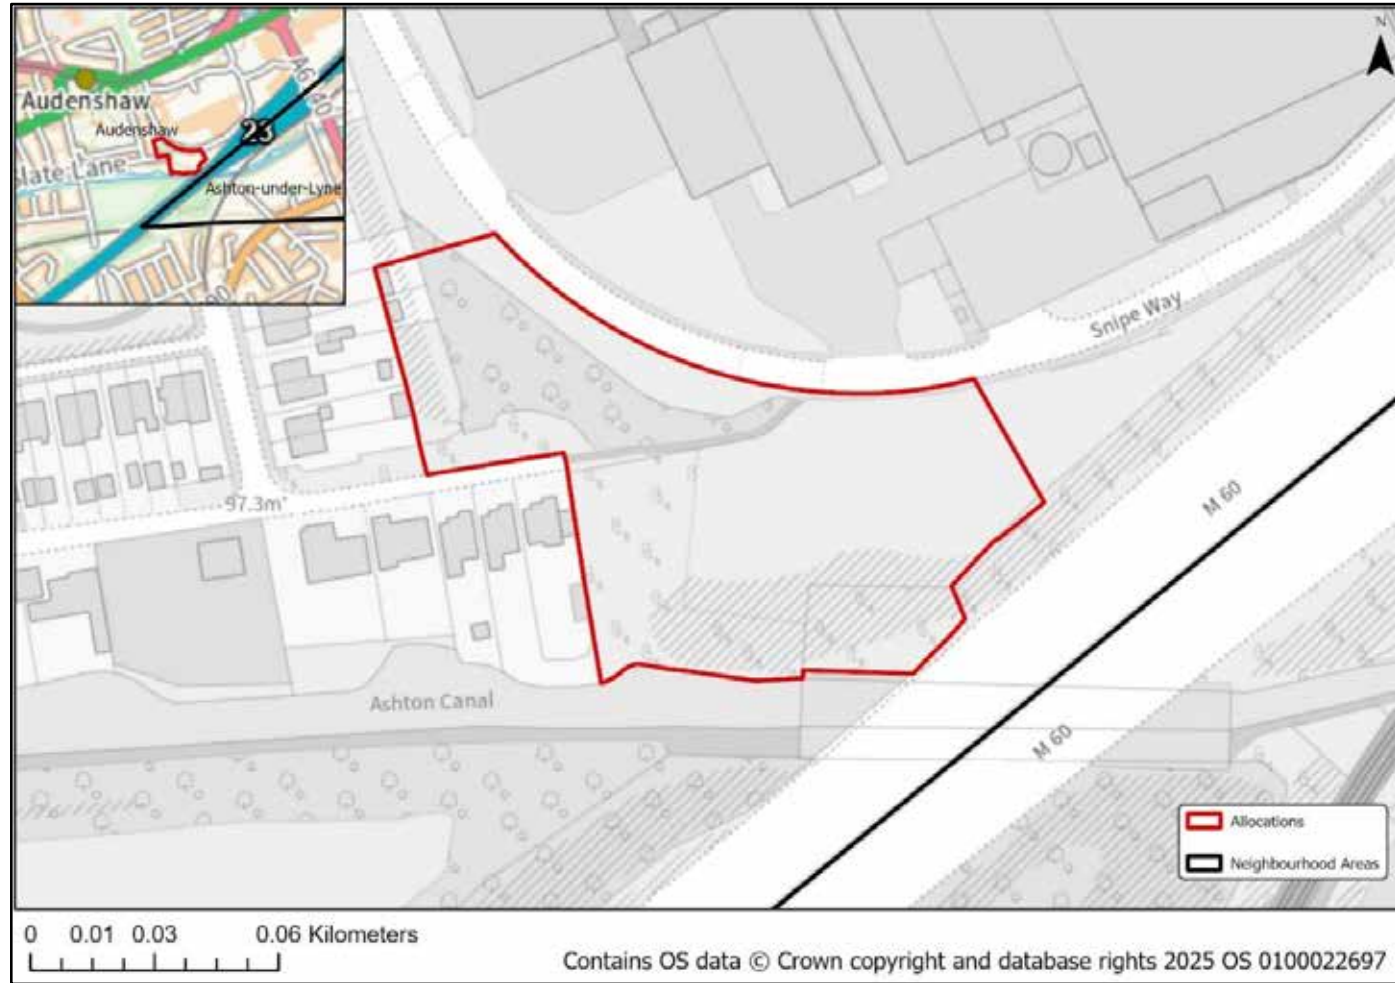 N
A6
40
Audenshaw
Audenshaw
23
slate Lane
Ashton-under-Lyne
Snipe Way
M 60
97.3m
Ashton Canal
M 60
Allocations
Neighbourhood Areas
0 0.01 0.03 0.06 Kilometers
Contains OS data © Crown copyright and database rights 2025 OS 0100022697